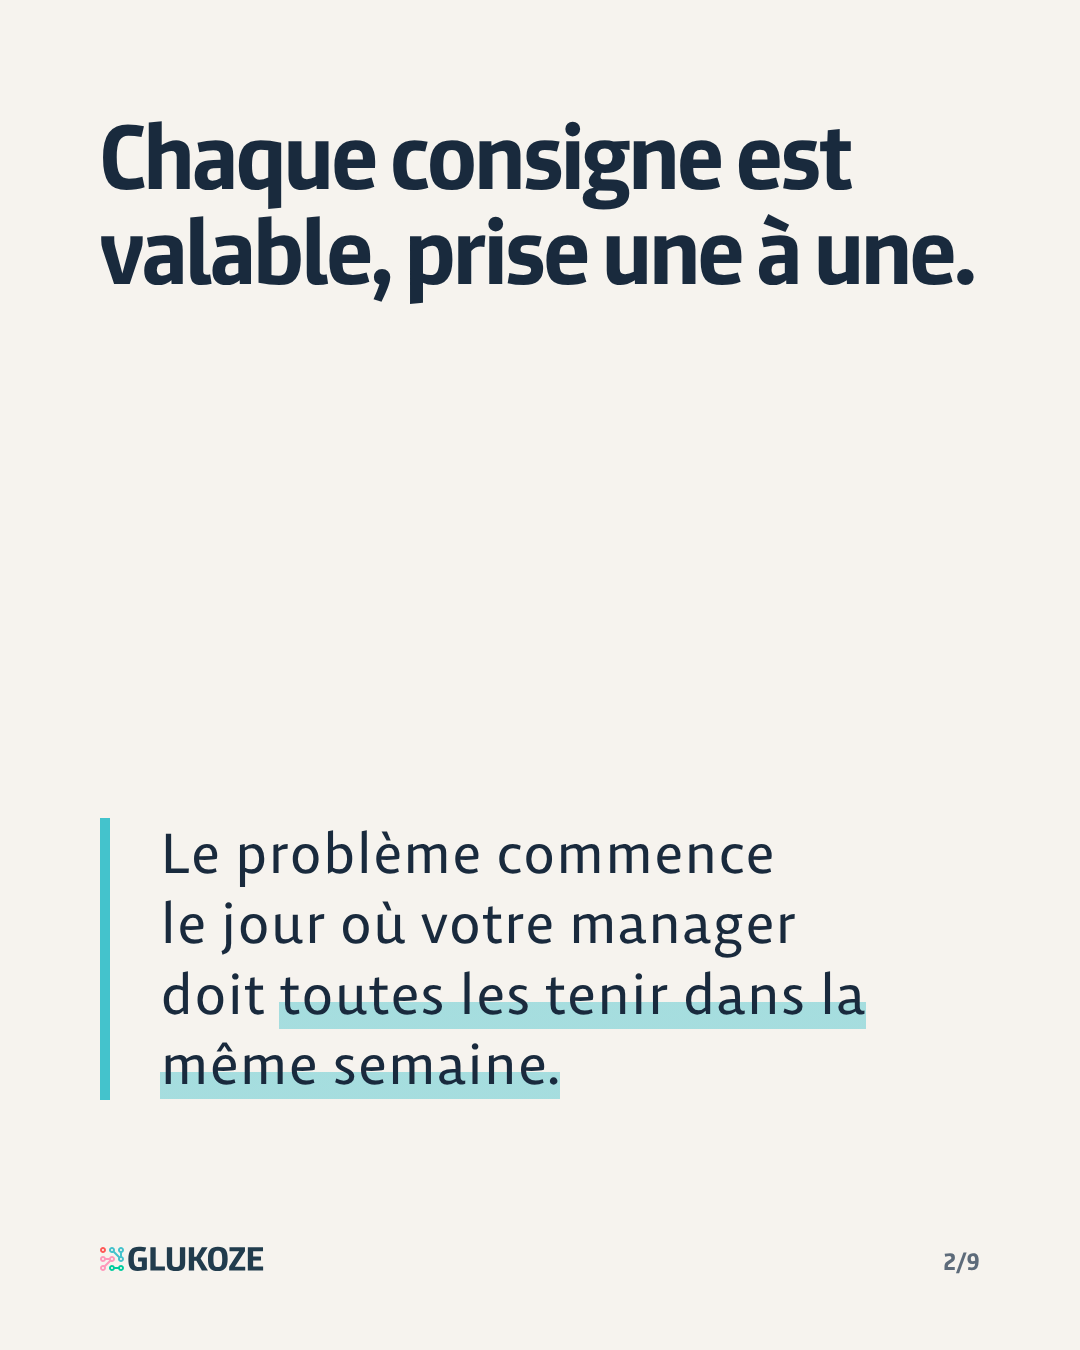 Chaque consigne est
valable, prise une à une.
Le problème commence
le jour où votre manager
doit toutes les tenir dans la
même semaine.
GLUKOZE
2/9